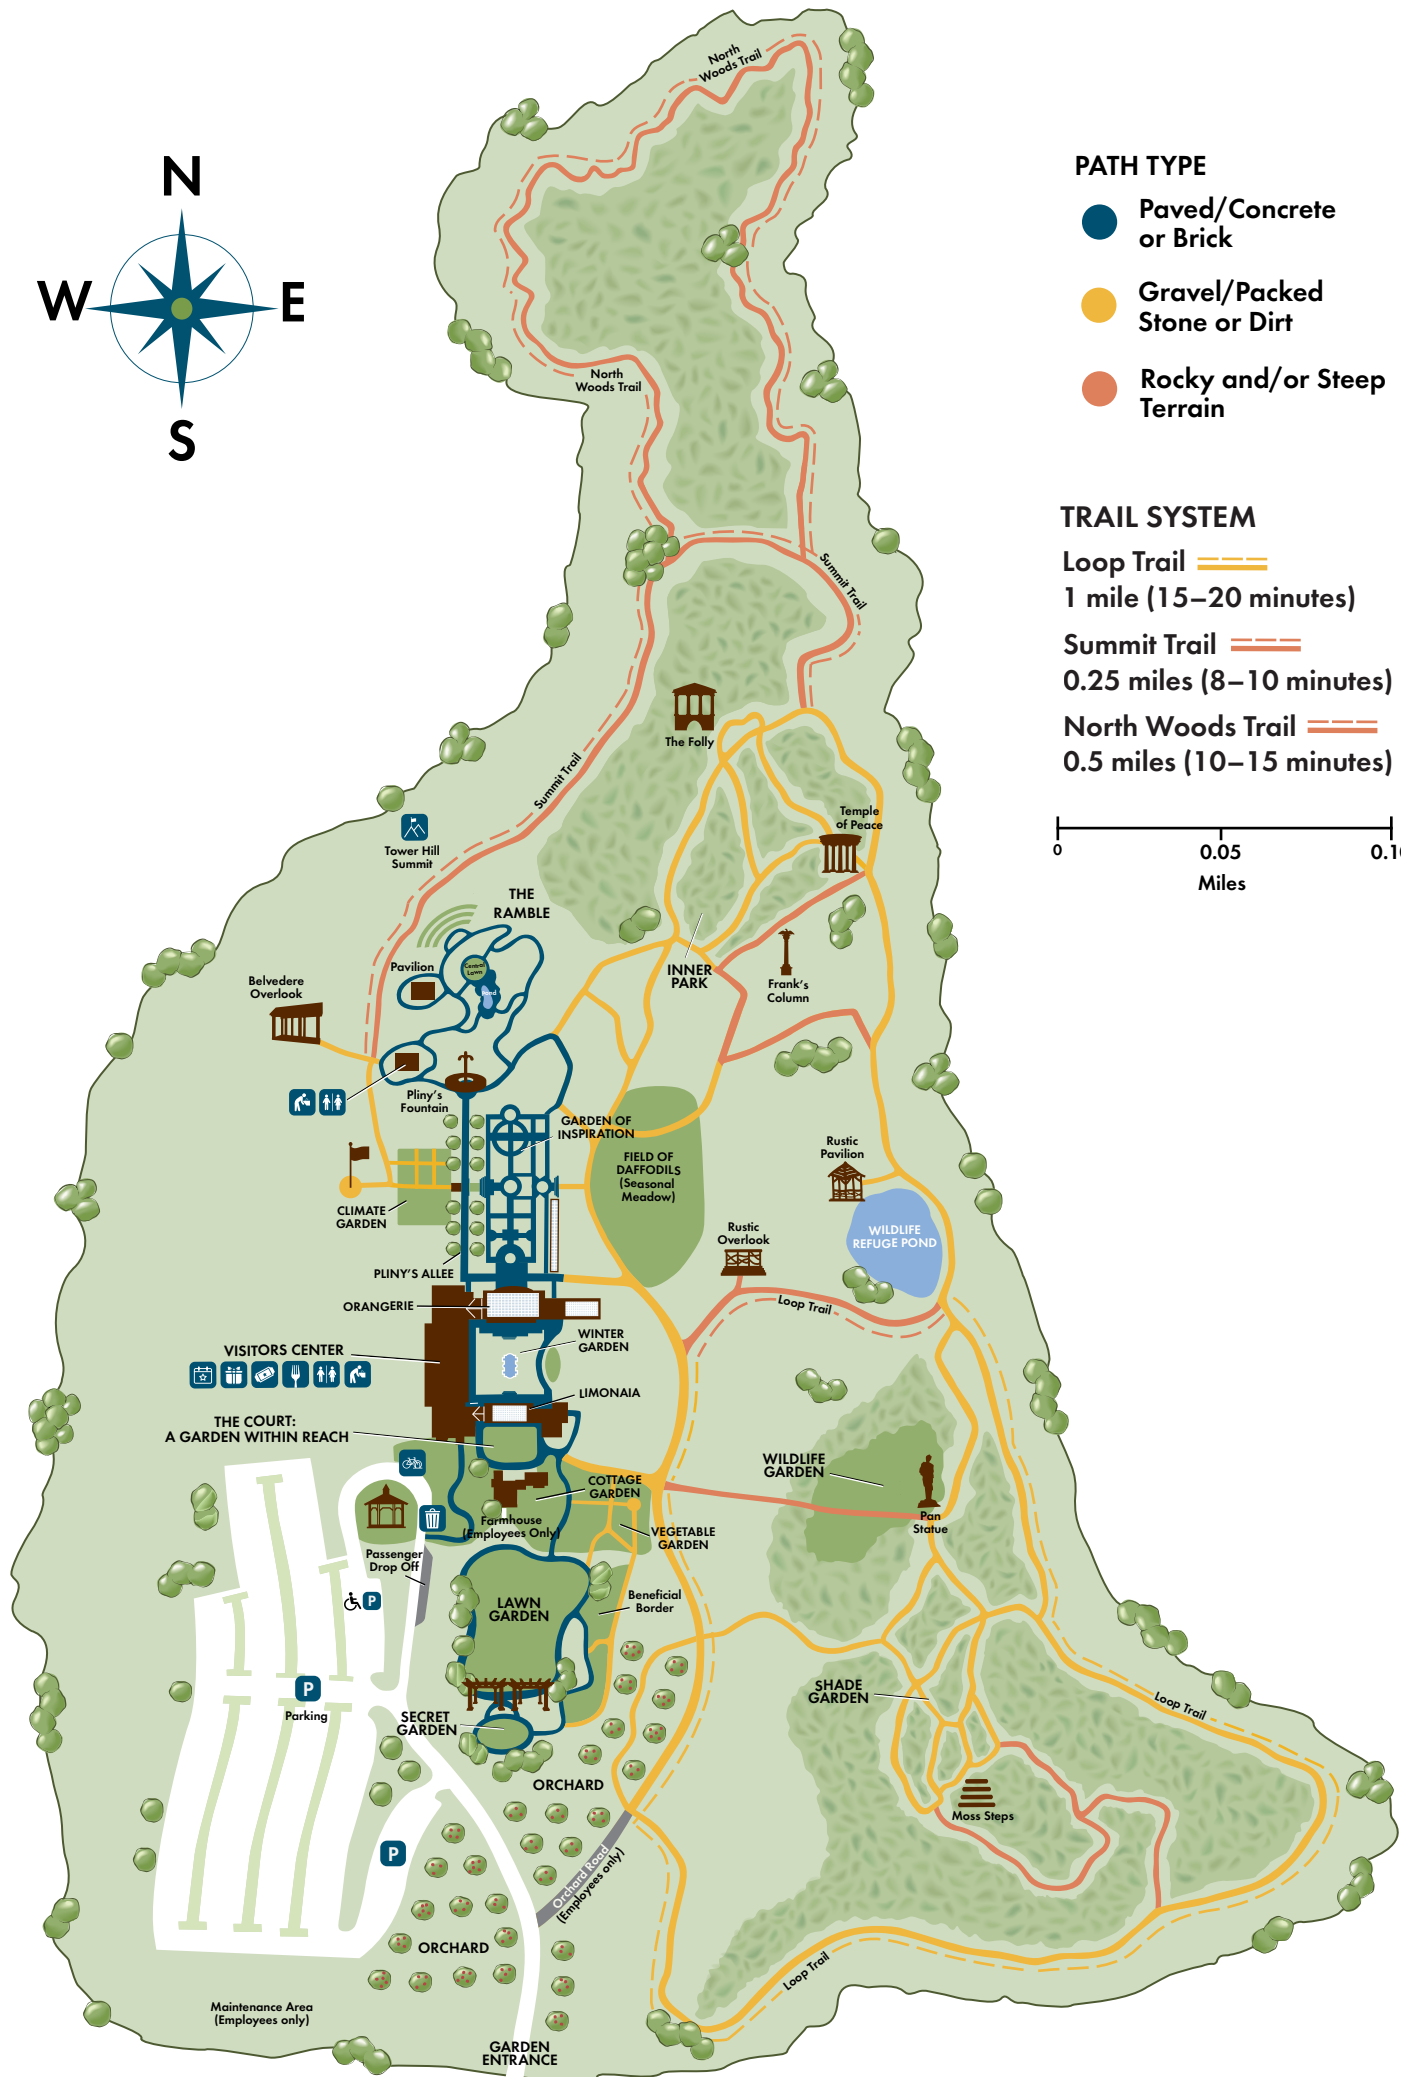 North
Woods Trail
N
W
E
S
PATH TYPE
Paved/Concrete
or Brick
Gravel/Packed
Stone or Dirt
Rocky and/or Steep
Terrain
North
Woods Trail
TRAIL SYSTEM
Loop Trail
1 mile (15–20 minutes)
Summit Trail
0.25 miles (8–10 minutes)
North Woods Trail
0.5 miles (10–15 minutes)
0
0.05
Miles
Summit Trail
The Folly
Summit Trail
Temple
of Peace
Tower Hill
Summit
THE
RAMBLE
Pavilion
Central
Lawn
Pond
INNER
PARK
Frank's
Column
Belvedere
Overlook
Pliny's
Fountain
GARDEN OF
INSPIRATION
FIELD OF
DAFFODILS
(Seasonal
Meadow)
Rustic
Pavilion
CLIMATE
GARDEN
WILDLIFE
REFUGE POND
Rustic
Overlook
PLINY'S ALLEE
ORANGERIE
Loop Trail
WINTER
GARDEN
VISITORS CENTER
LIMONAIA
THE COURT:
A GARDEN WITHIN REACH
WILDLIFE
GARDEN
COTTAGE
GARDEN
Farmhouse
(Employees Only)
Pan
Statue
VEGETABLE
GARDEN
Passenger
Drop Off
P
LAWN
GARDEN
Beneficial
Border
P
Parking
SHADE
GARDEN
Loop Trail
SECRET
GARDEN
ORCHARD
Moss Steps
P
Orchard Road
(Employees only)
ORCHARD
Loop Trail
Maintenance Area
(Employees only)
GARDEN
ENTRANCE